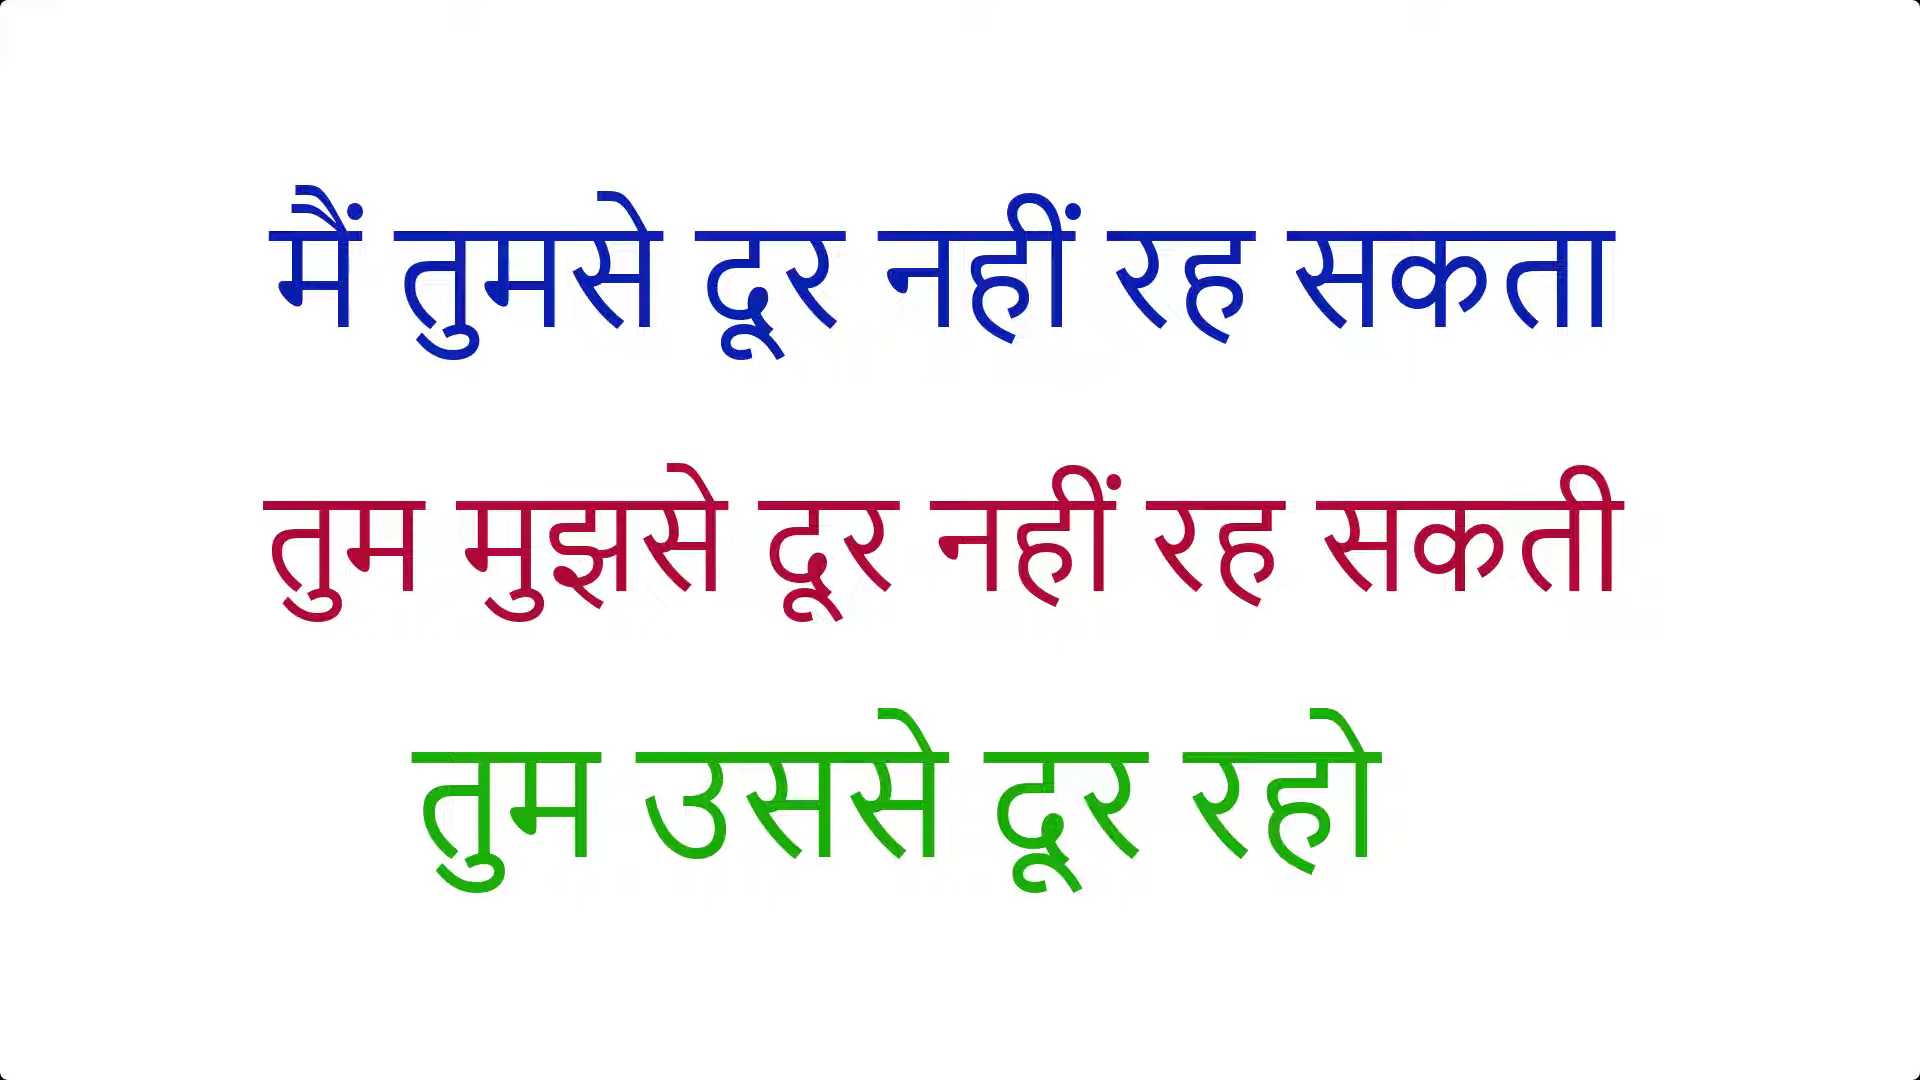 मैं तुमसे दूर नहीं रह सकता
तुम मुझसे दूर नहीं रह सकती
तुम उससे दूर रहो